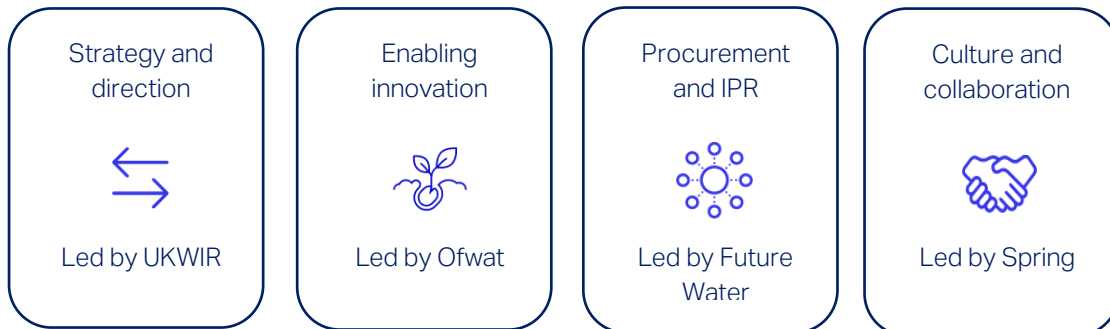 Strategy and
direction
Led by UKWIR
Enabling
innovation
Led by Ofwat
Procurement
and IPR
Led by Future
Water
Culture and
collaboration
Led by Spring